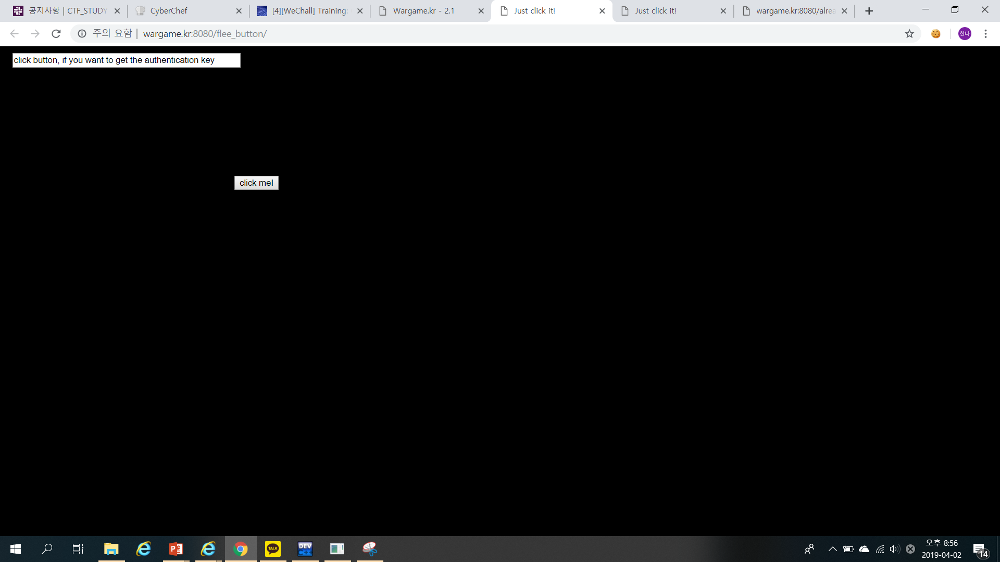 공지사항 | CTF_STUDY
CyberChef
[4][WeChall] Training:
Wargame.kr - 2.1
Just click it!
Just click it!
wargame.kr:8080/alrea
주의 요함 | wargame.kr:8080/flee_button/
한나
click button, if you want to get the authentication key
click me!
TALK
DEV
C++
오후 8:56
2019-04-02
14